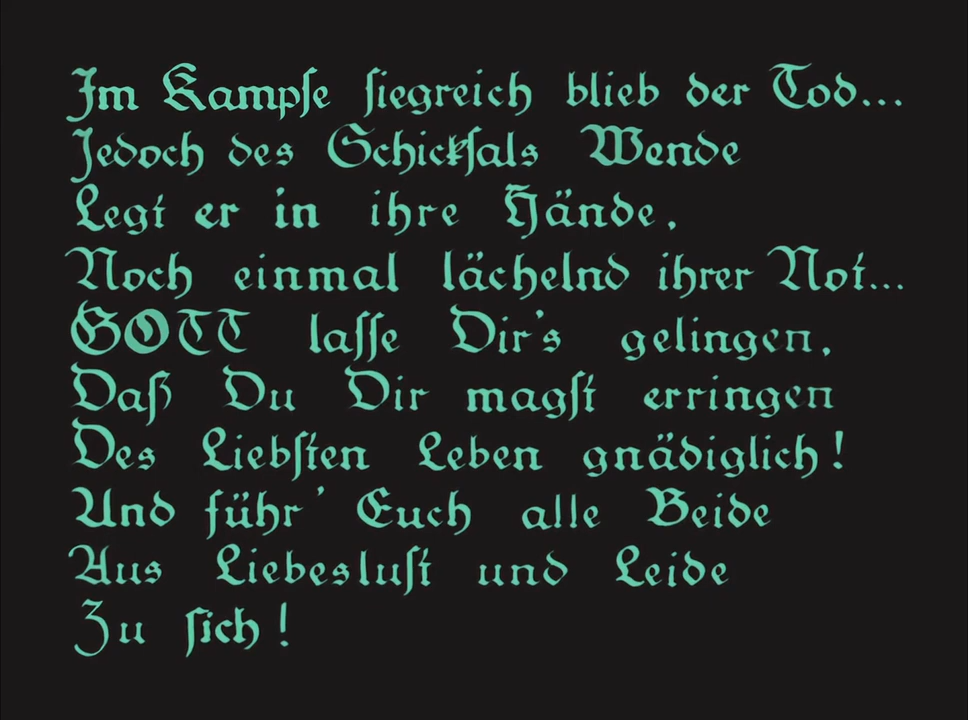 Im Kampfe siegreich blieb der Tod...
Jedoch des Schicksals Wende
Legt er in ihre Hände,
Noch einmal lächelnd ihrer Not...
GOTT lasse Dir's gelingen,
Daß Du Dir magst erringen
Des Liebsten Leben gnädiglich!
Und führ' Euch alle Beide
Aus Liebeslust und Leide
Zu sich!